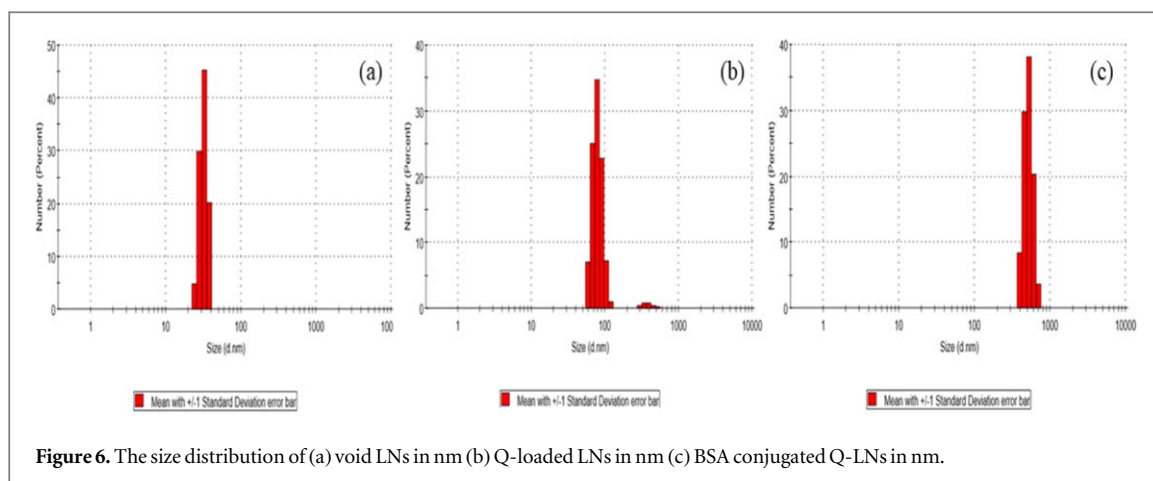 (a)
50
40
30
20
10
0
Number (Percent)
1
10
100
1000
100
Size (d.nm)
Mean with +/-1 Standard Deviation error bar
(b)
40
30
20
10
0
Number (Percent)
1
10
100
1000
10000
Size (d.nm)
Mean with +/-1 Standard Deviation error bar
(c)
40
30
20
10
0
Number (Percent)
1
10
100
1000
10000
Size (d.nm)
Mean with +/-1 Standard Deviation error bar
Figure 6. The size distribution of (a) void LNs in nm (b) Q-loaded LNs in nm (c) BSA conjugated Q-LNs in nm.